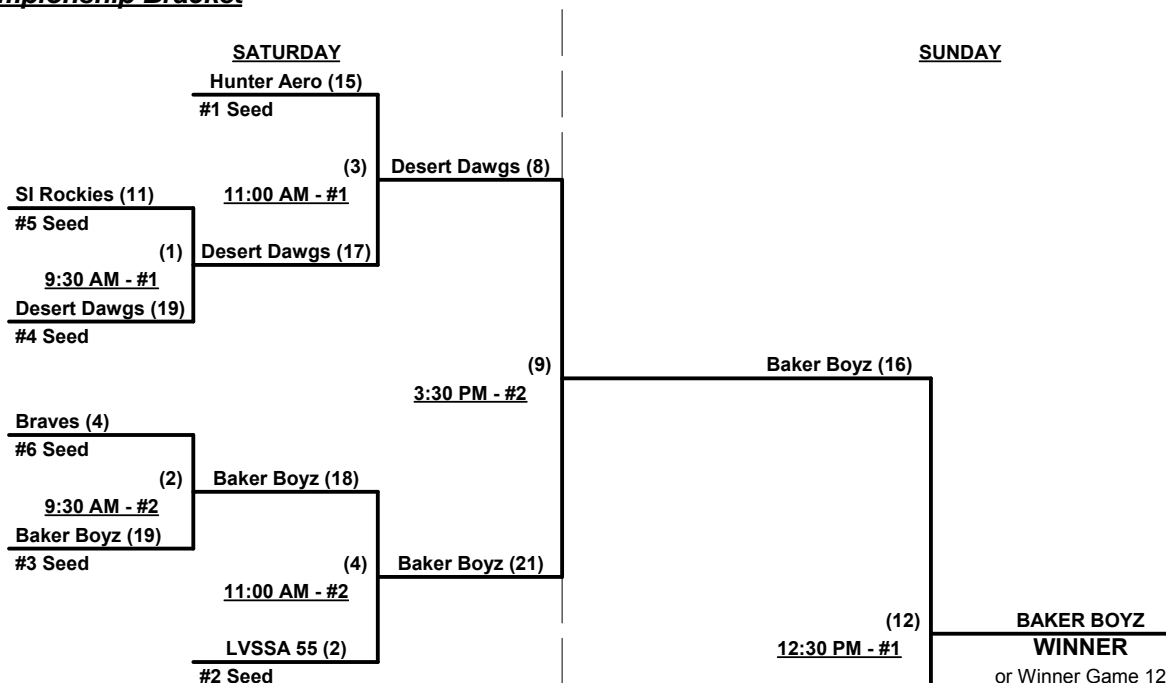 Championship Bracket
SATURDAY
SUNDAY
Hunter Aero (15)
#1 Seed
(3)
Desert Dawgs (8)
11:00 AM - #1
SI Rockies (11)
#5 Seed
(1)
Desert Dawgs (17)
9:30 AM - #1
Desert Dawgs (19)
#4 Seed
(9)
Baker Boyz (16)
3:30 PM - #2
Braves (4)
#6 Seed
(2)
Baker Boyz (18)
9:30 AM - #2
Baker Boyz (19)
#3 Seed
(4)
Baker Boyz (21)
11:00 AM - #2
LVSSA 55 (2)
#2 Seed
(12)
BAKER BOYZ
12:30 PM - #1
WINNER
or Winner Game 12